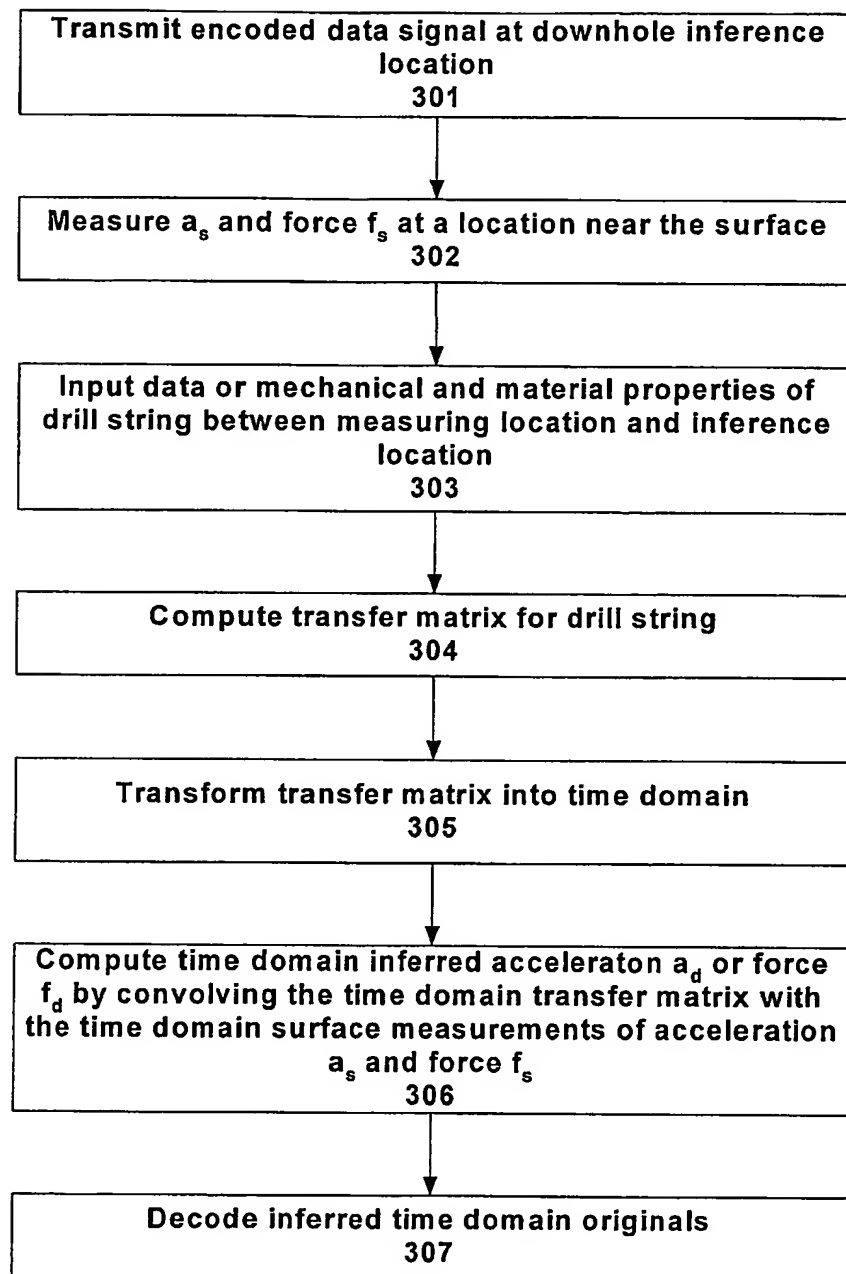 Transmit encoded data signal at downhole inference
location
301
Measure a_s and force f_s at a location near the surface
302
Input data or mechanical and material properties of
drill string between measuring location and inference
location
303
Compute transfer matrix for drill string
304
Transform transfer matrix into time domain
305
Compute time domain inferred acceleraton a_d or force
f_d by convolving the time domain transfer matrix with
the time domain surface measurements of acceleration
a_s and force f_s
306
Decode inferred time domain originals
307